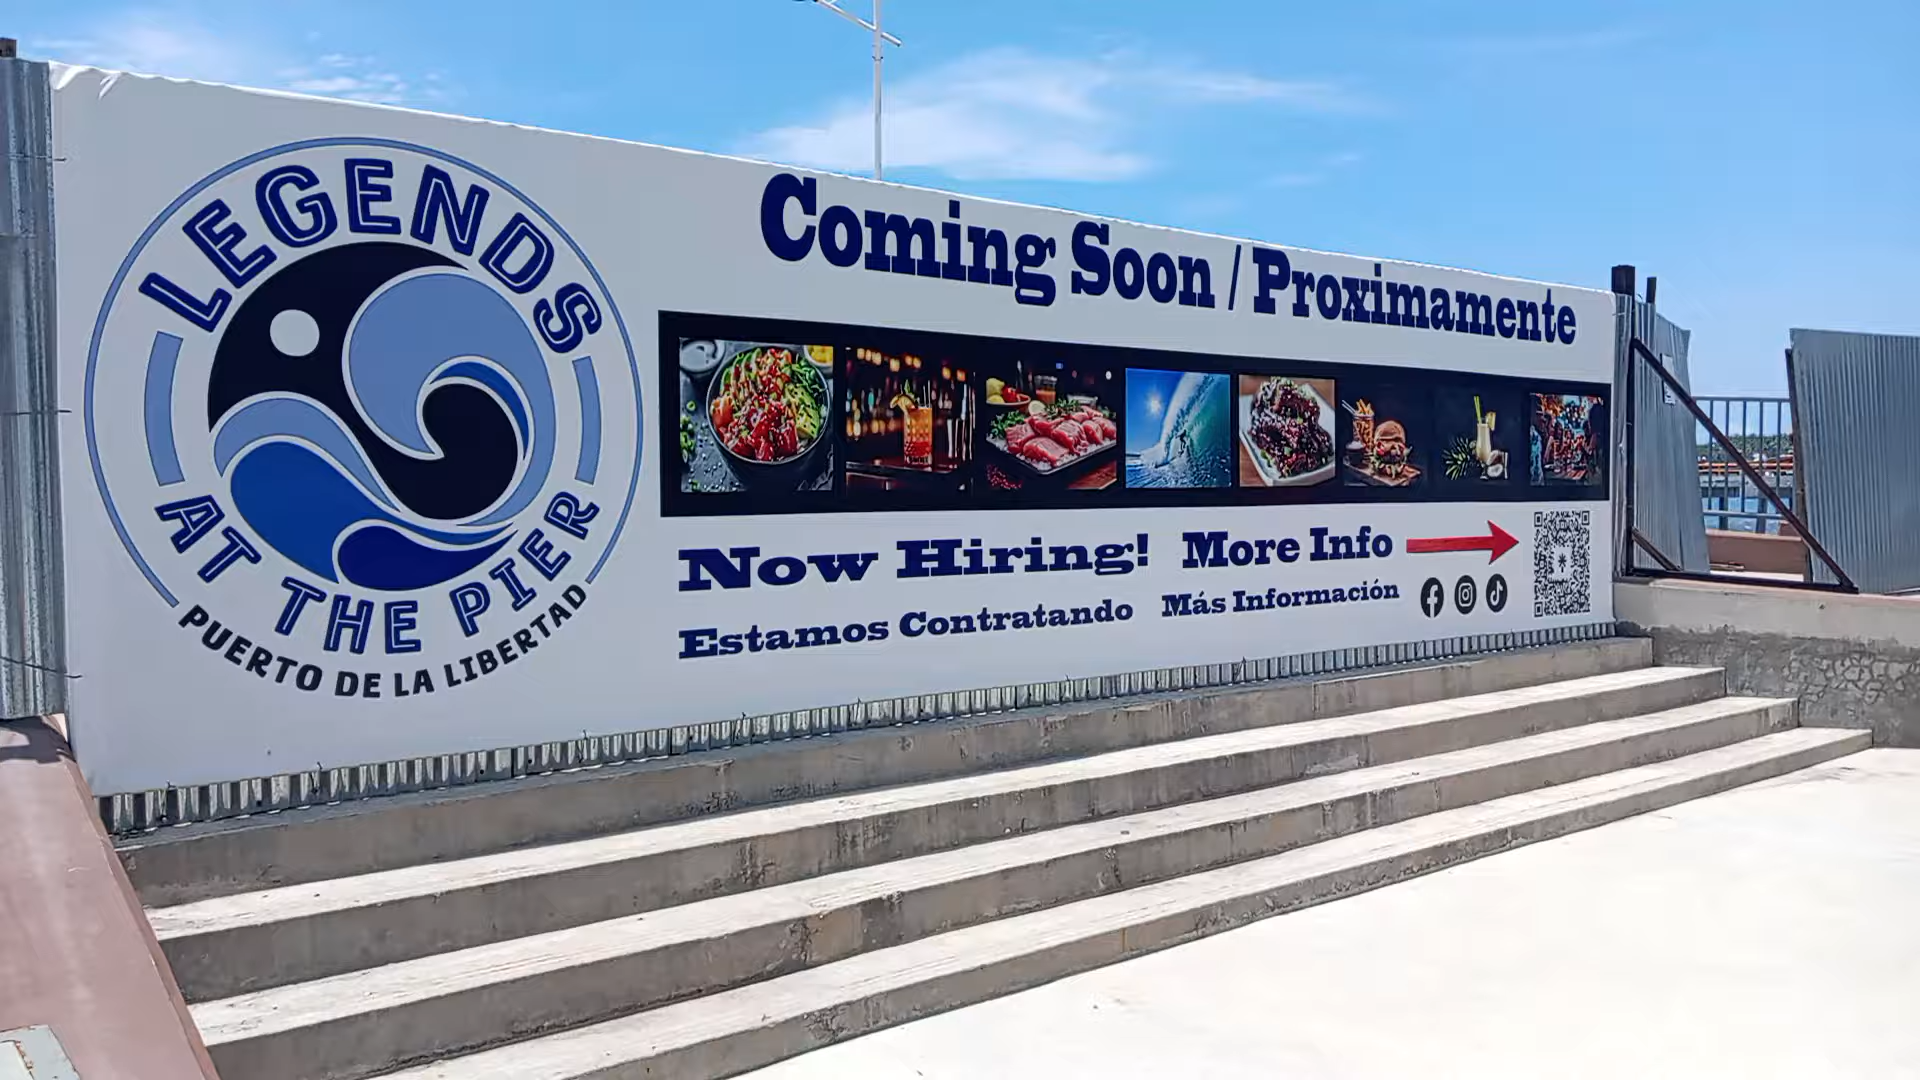 LEGENDS
AT THE PIER
PUERTO DE LA LIBERTAD
Coming Soon / Proximamente
Now Hiring! More Info
Estamos Contratando Más Información